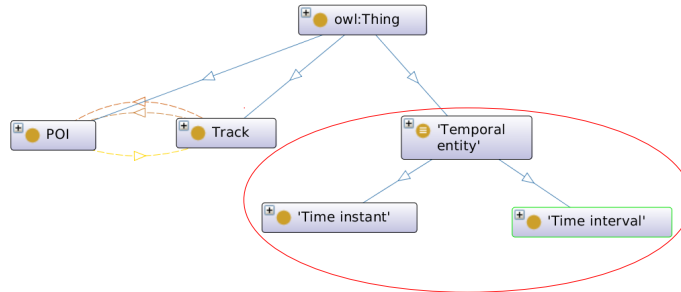 owl:Thing
POI
Track
'Temporal
entity'
'Time instant'
'Time interval'